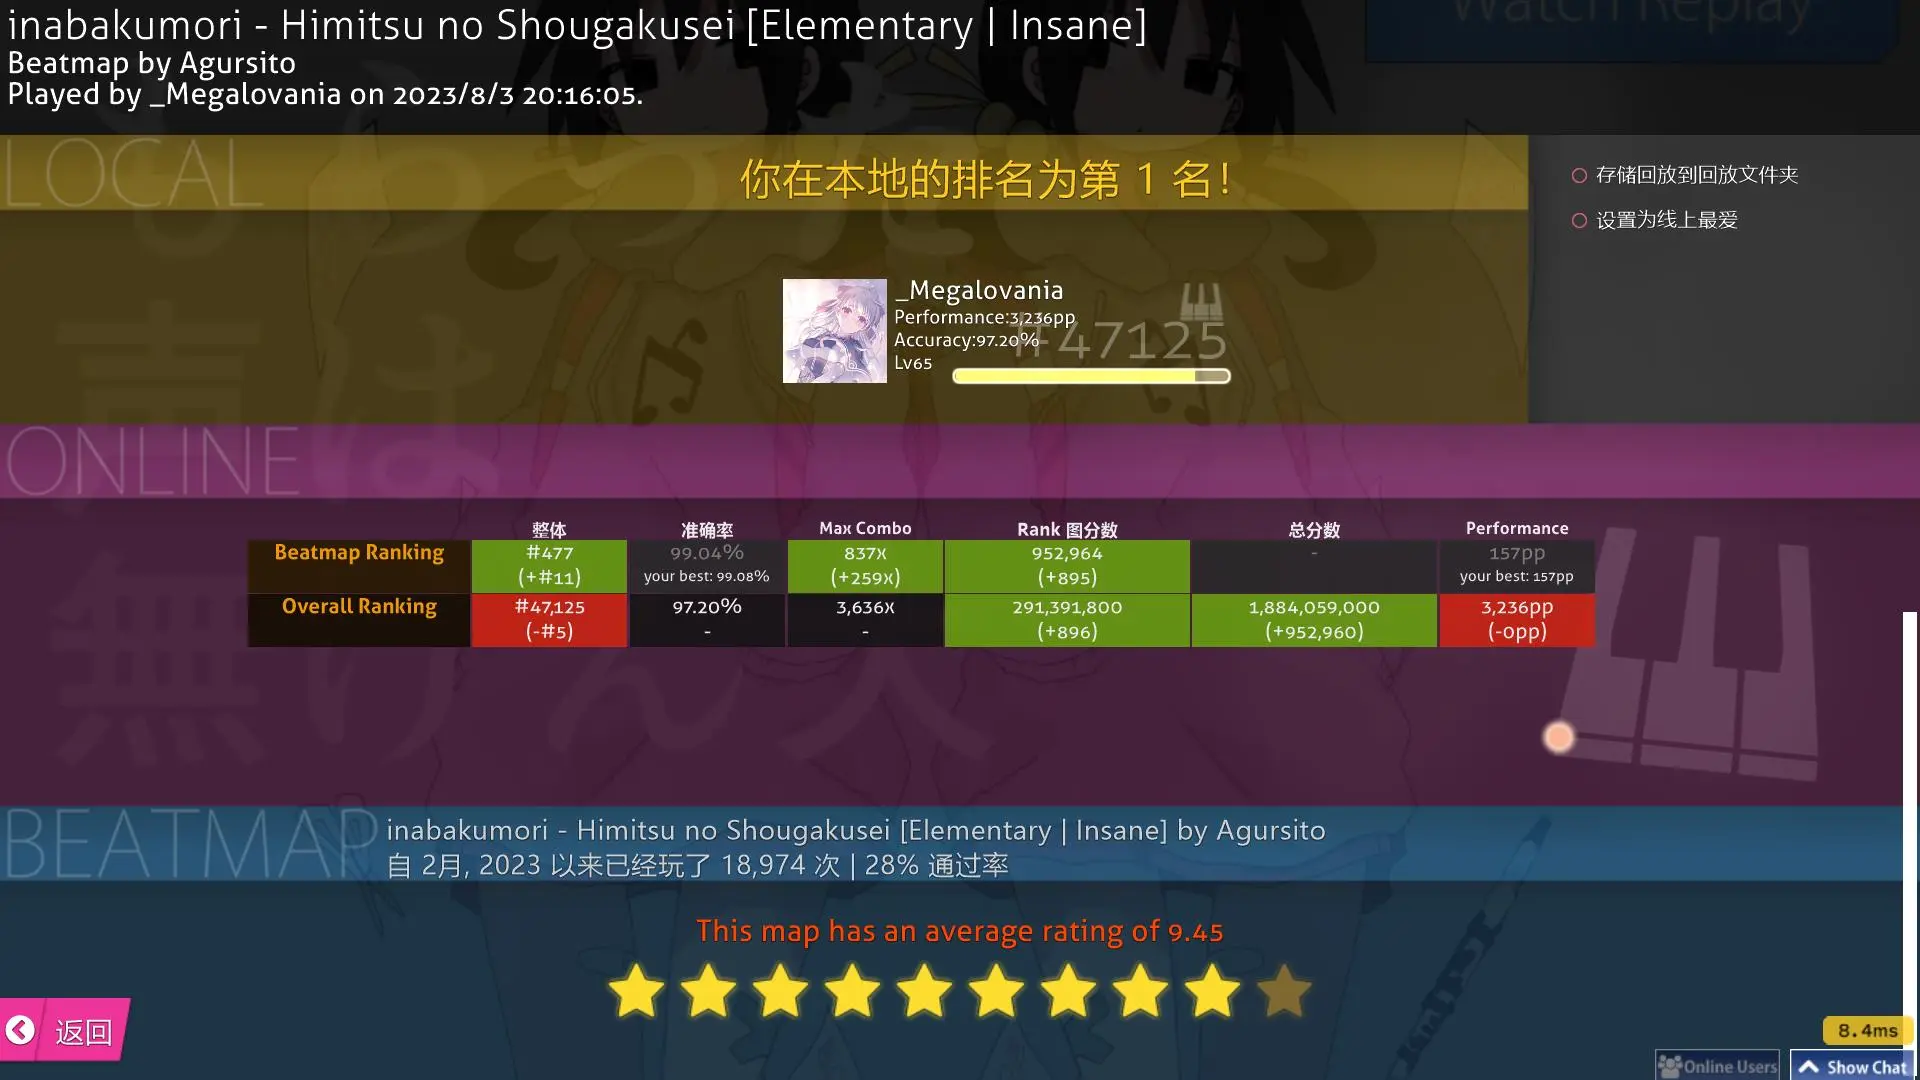 Watch Replay
inabakumori - Himitsu no Shougakusei [Elementary | Insane]
Beatmap by Agursito
Played by _Megalovania on 2023/8/3 20:16:05.
LOCAL
你在本地的排名为第 1 名!
存储回放到回放文件夹
设置为线上最爱
_Megalovania
Performance:3,236pp
Accuracy:97.20%
Lv65
#47125
ONLINE
整体 准确率 Max Combo Rank 图分数 总分数 Performance
Beatmap Ranking #477 99.04% 837x 952,964 - 157pp
(+#11) your best: 99.08% (+259x) (+895) your best: 157pp
Overall Ranking #47,125 97.20% 3,636x 291,391,800 1,884,059,000 3,236pp
(-#5) - - (+896) (+952,960) (-0pp)
BEATMAP
inabakumori - Himitsu no Shougakusei [Elementary | Insane] by Agursito
自 2月, 2023 以来已经玩了 18,974 次 | 28% 通过率
This map has an average rating of 9.45
返回
8.4ms
Online Users
Show Chat